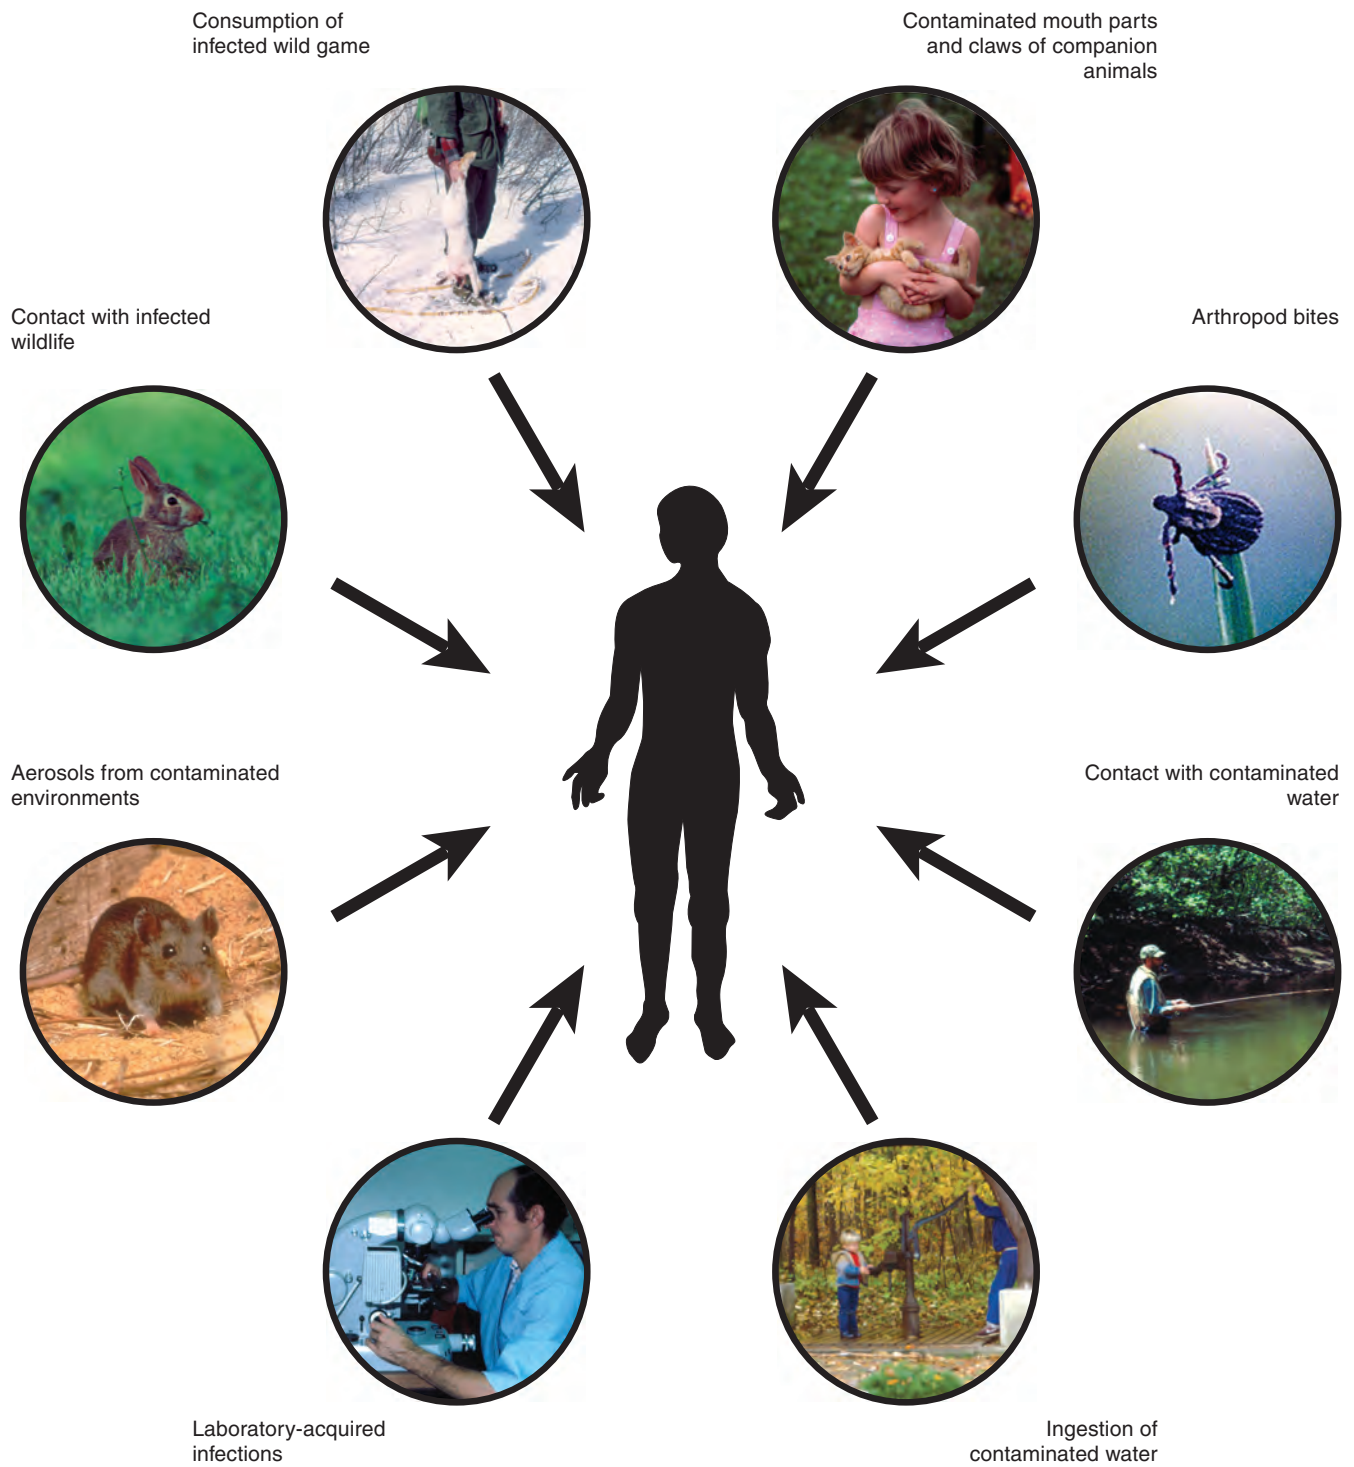 Consumption of
infected wild game
Contaminated mouth parts
and claws of companion
animals
Contact with infected
wildlife
Arthropod bites
Aerosols from contaminated
environments
Contact with contaminated
water
Laboratory-acquired
infections
Ingestion of
contaminated water